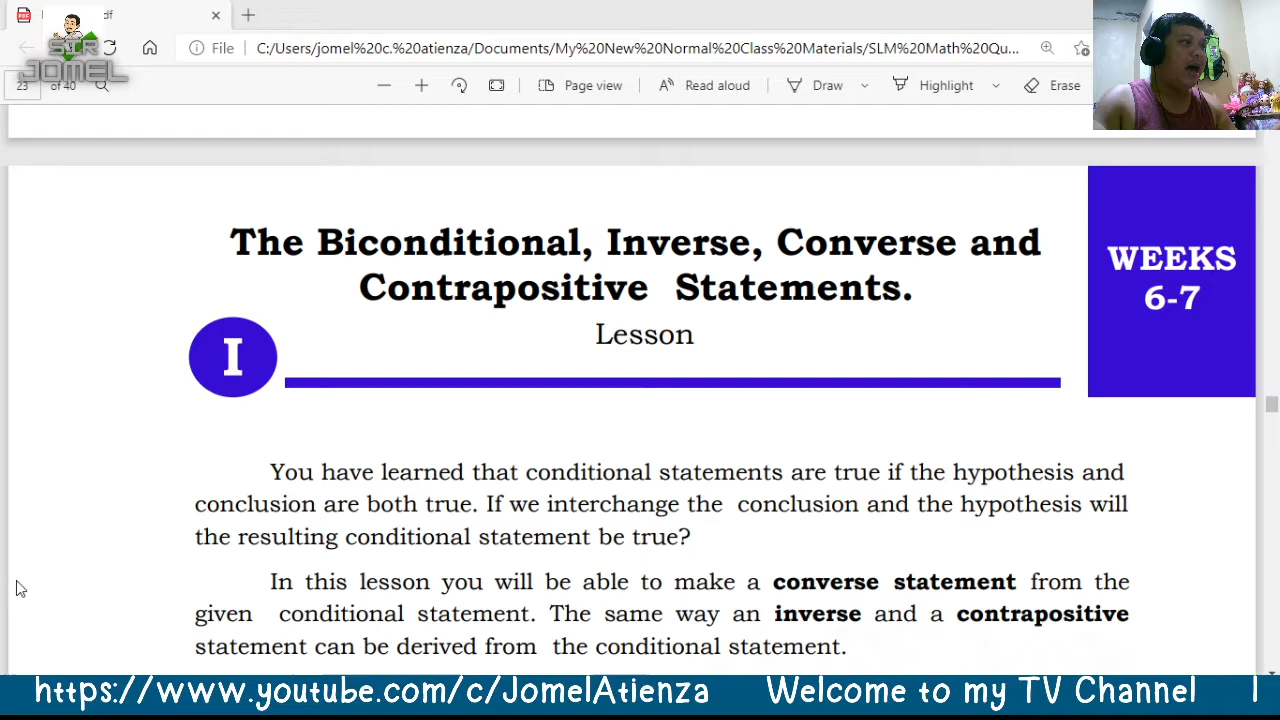 df
SIR
JOMEL
File
C:/Users/jomel%20c.%20atienza/Documents/My%20New%20Normal%20Class%20Materials/SLM%20Math%20Qu...
23 of 40
Page view
Read aloud
Draw
Highlight
Erase
The Biconditional, Inverse, Converse and
Contrapositive Statements.
Lesson
WEEKS
6-7
I
You have learned that conditional statements are true if the hypothesis and
conclusion are both true. If we interchange the conclusion and the hypothesis will
the resulting conditional statement be true?
In this lesson you will be able to make a converse statement from the
given conditional statement. The same way an inverse and a contrapositive
statement can be derived from the conditional statement.
https://www.youtube.com/c/JomelAtienza Welcome to my TV Channel